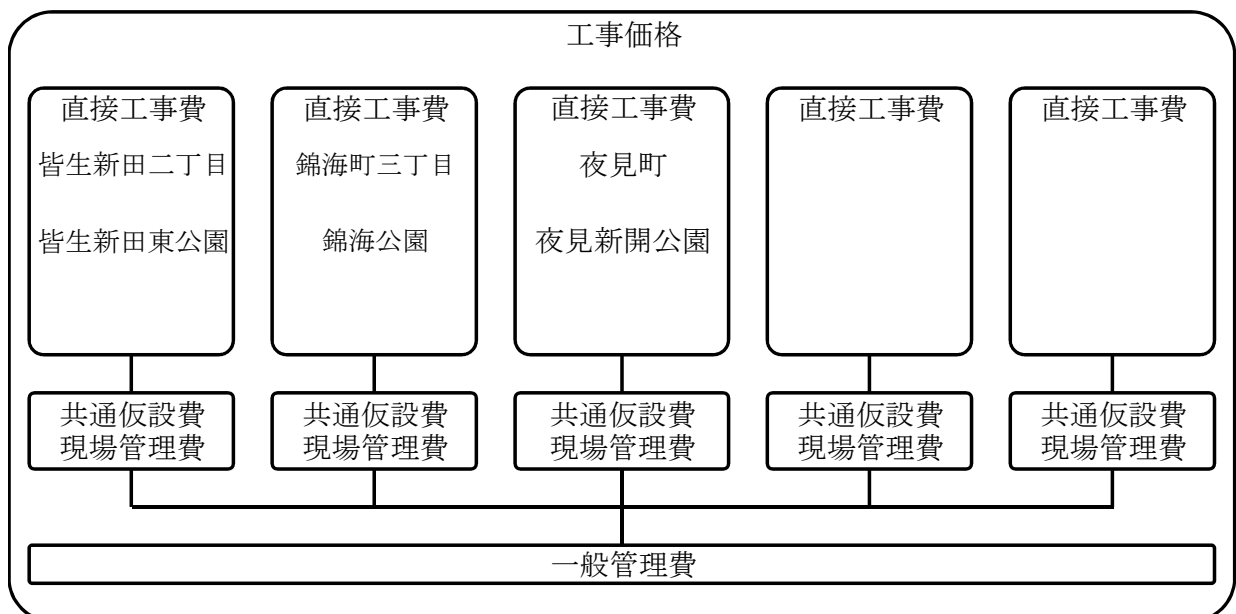 工事価格
直接工事費
皆生新田二丁目
皆生新田東公園
直接工事費
錦海町三丁目
錦海公園
直接工事費
夜見町
夜見新開公園
直接工事費
直接工事費
共通仮設費
現場管理費
共通仮設費
現場管理費
共通仮設費
現場管理費
共通仮設費
現場管理費
共通仮設費
現場管理費
一般管理費